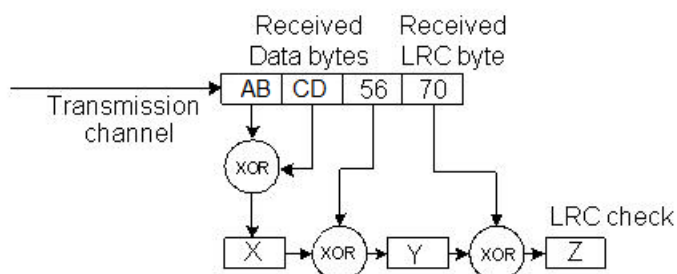 Received Received
Data bytes LRC byte
AB CD 56 70
Transmission
channel
XOR
LRC check
X XOR Y XOR Z